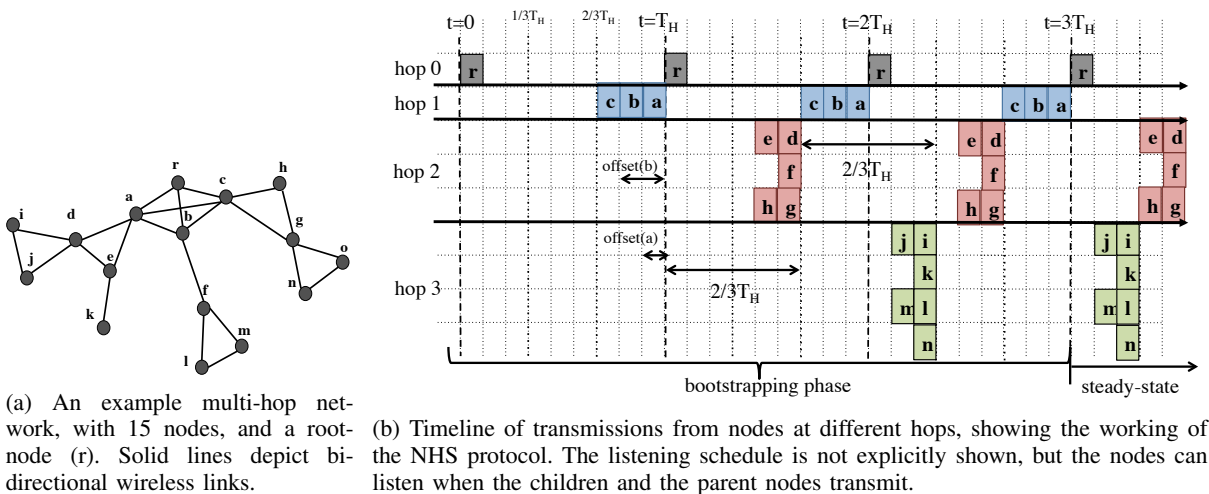 t=0
1/3T_H
2/3T_H
t=T_H
t=2T_H
t=3T_H
hop 0
r r r r
hop 1
c b a c b a c b a
hop 2
e d e d e d
f f f
h g h g h g
offset(b)
2/3T_H
offset(a)
2/3T_H
hop 3
j i j i
k k
m l m l
n n
bootstrapping phase
steady-state
r
h
c
a
b
i
d
g
o
j
e
n
f
k
m
l
(a) An example multi-hop net-
work, with 15 nodes, and a root-
node (r). Solid lines depict bi-
directional wireless links.
(b) Timeline of transmissions from nodes at different hops, showing the working of
the NHS protocol. The listening schedule is not explicitly shown, but the nodes can
listen when the children and the parent nodes transmit.